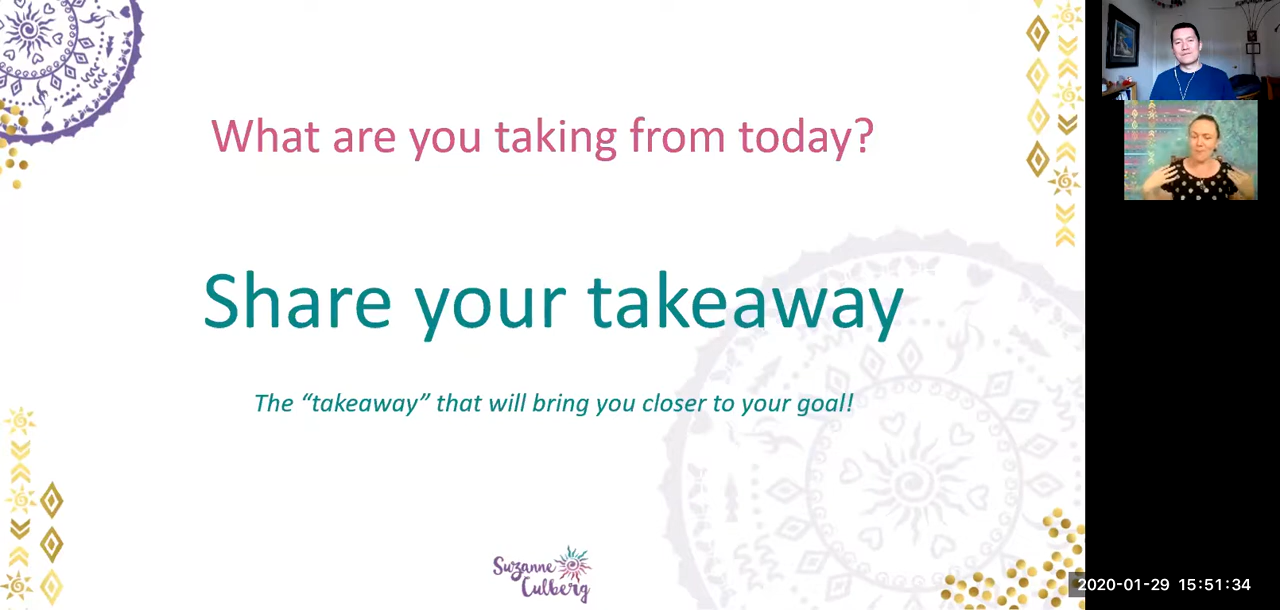 What are you taking from today?
Share your takeaway
The “takeaway” that will bring you closer to your goal!
Suzanne
Culberg
2020-01-29 15:51:34